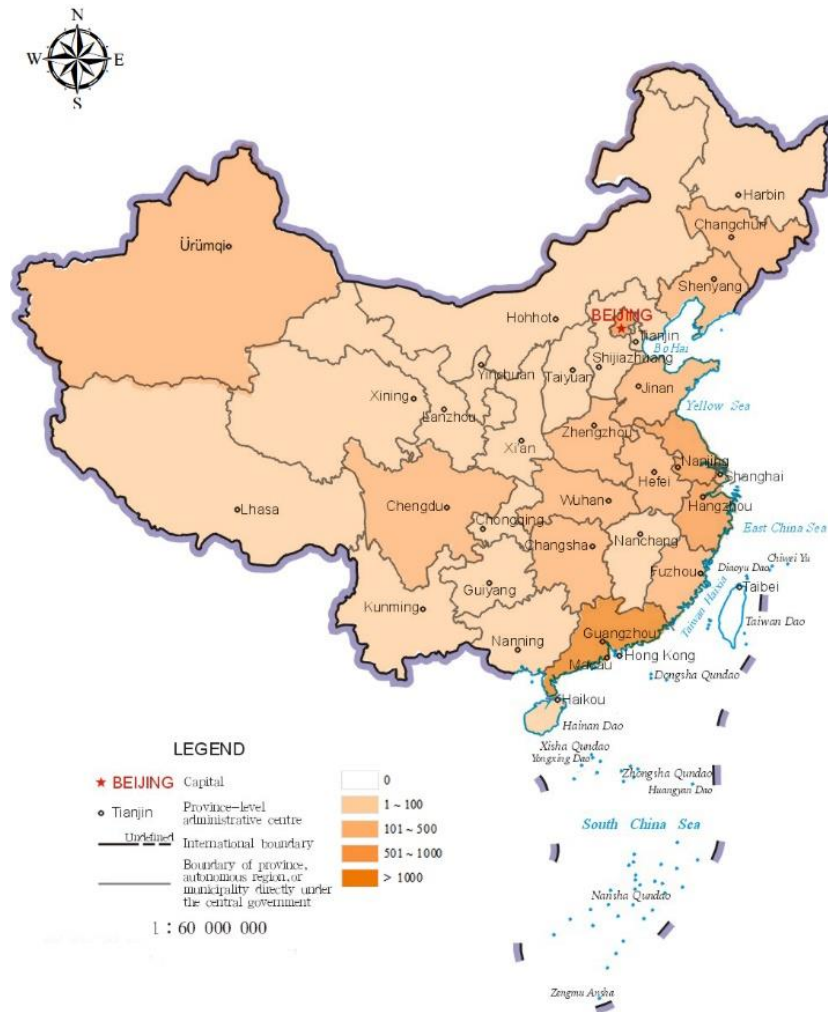 N
W E
S
Harbin
Changchun
Ürümqi
Shenyang
BEIJING
Hohhot
Tianjin
Bo Hai
Shijiazhuang
Yinchuan
Taiyuan
Xining
Jinan
Lanzhou
Yellow Sea
Zhengzhou
Xi'an
Nanjing
Shanghai
Hefei
Lhasa
Chengdu
Wuhan
Hangzhou
Chongqing
East China Sea
Changsha
Nanchang
Chiwei Yu
Diaoyu Dao
Fuzhou
Guiyang
Taibei
Kunming
Taiwan Haixia
Taiwan Dao
Guangzhou
Nanning
Hong Kong
Macau
Dongsha Qundao
Haikou
Hainan Dao
Xisha Qundao
Yongxing Dao
Zhongsha Qundao
Huangyan Dao
South China Sea
Nansha Qundao
Zengmu Ansha
LEGEND
BEIJING Capital
Tianjin Province-level
administrative centre
Undefined International boundary
Boundary of province,
autonomous region,or
municipality directly under
the central government
1:60 000 000
0
1~100
101~500
501~1000
> 1000